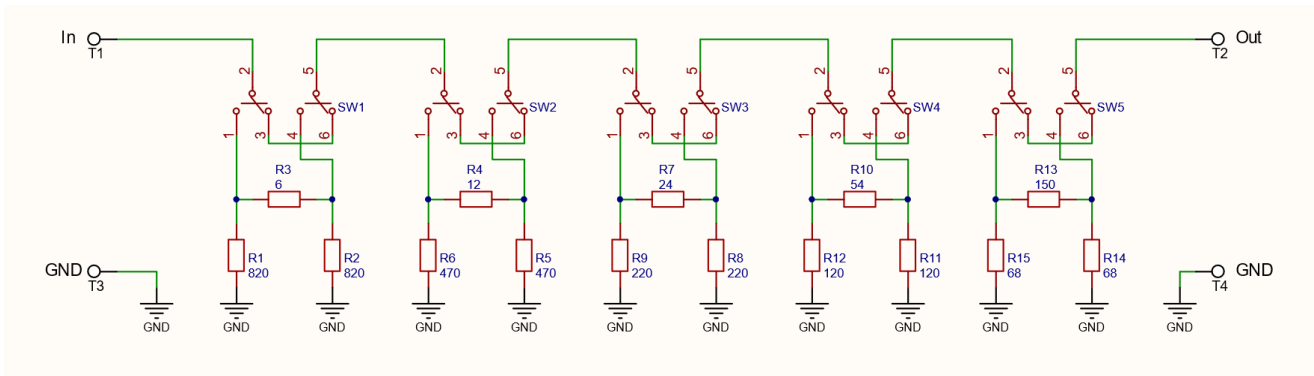 In
T1
2
5
2
5
2
5
2
5
2
5
Out
T2
SW1
SW2
SW3
SW4
SW5
1
3
4
6
1
3
4
6
1
3
4
6
1
3
4
6
1
3
4
6
R3
6
R4
12
R7
24
R10
54
R13
150
R1
820
R2
820
R6
470
R5
470
R9
220
R8
220
R12
120
R11
120
R15
68
R14
68
GND
T3
GND
T4
GND
GND
GND
GND
GND
GND
GND
GND
GND
GND
GND
GND